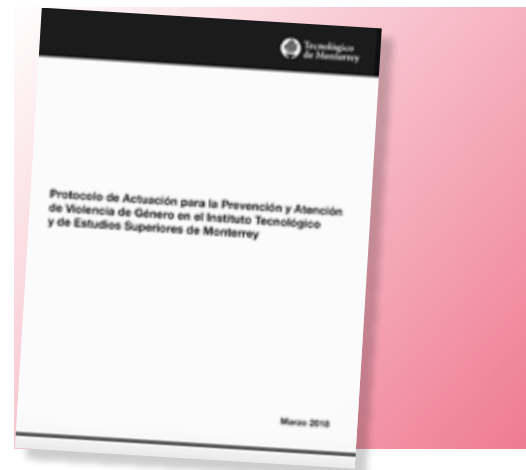 Tecnológico
de Monterrey
Protocolo de Actuación para la Prevención y Atención
de Violencia de Género en el Instituto Tecnológico
y de Estudios Superiores de Monterrey
Marzo 2018